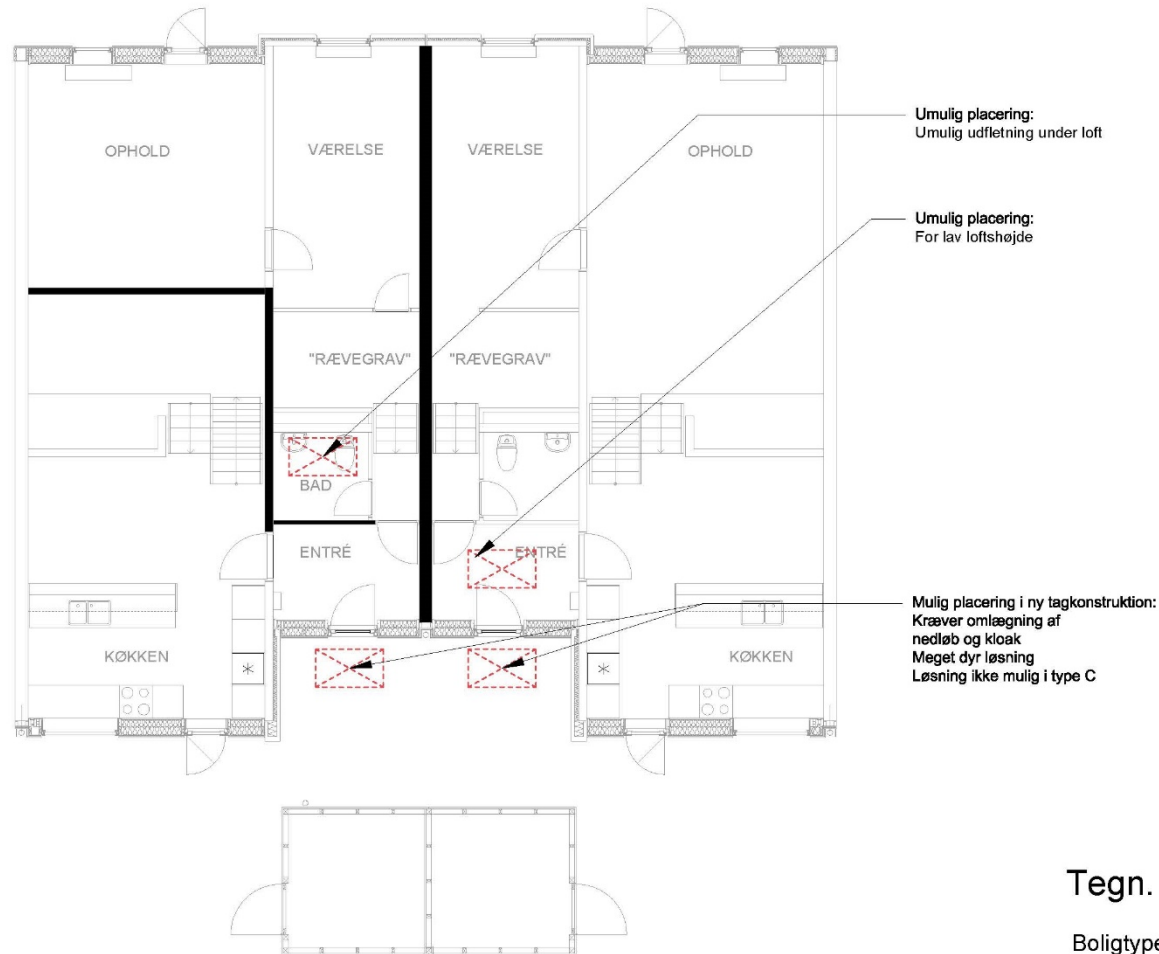 OPHOLD
VÆRELSE
VÆRELSE
OPHOLD
Umulig placering:
Umulig udfletning under loft
Umulig placering:
For lav loftshøjde
"RÆVEGRAV"
"RÆVEGRAV"
BAD
ENTRÉ
ENTRÉ
Mulig placering i ny tagkonstruktion:
Kræver omlægning af
nedløb og kloak
Meget dyr løsning
Løsning ikke mulig i type C
KØKKEN
KØKKEN
Tegn.
Boligtype